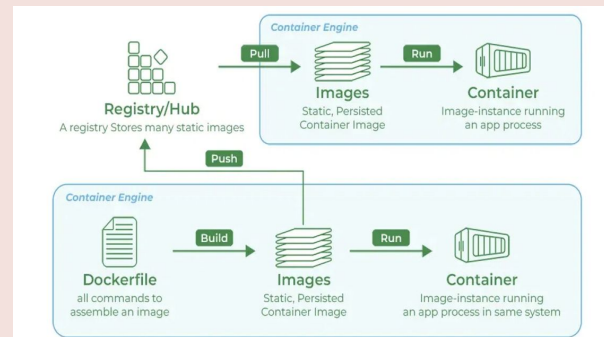 Container Engine
Pull
Run
Registry/Hub
A registry Stores many static images
Images
Static, Persisted
Container Image
Container
Image-instance running
an app process
Push
Container Engine
Build
Run
Dockerfile
all commands to
assemble an image
Images
Static, Persisted
Container Image
Container
Image-instance running
an app process in same system